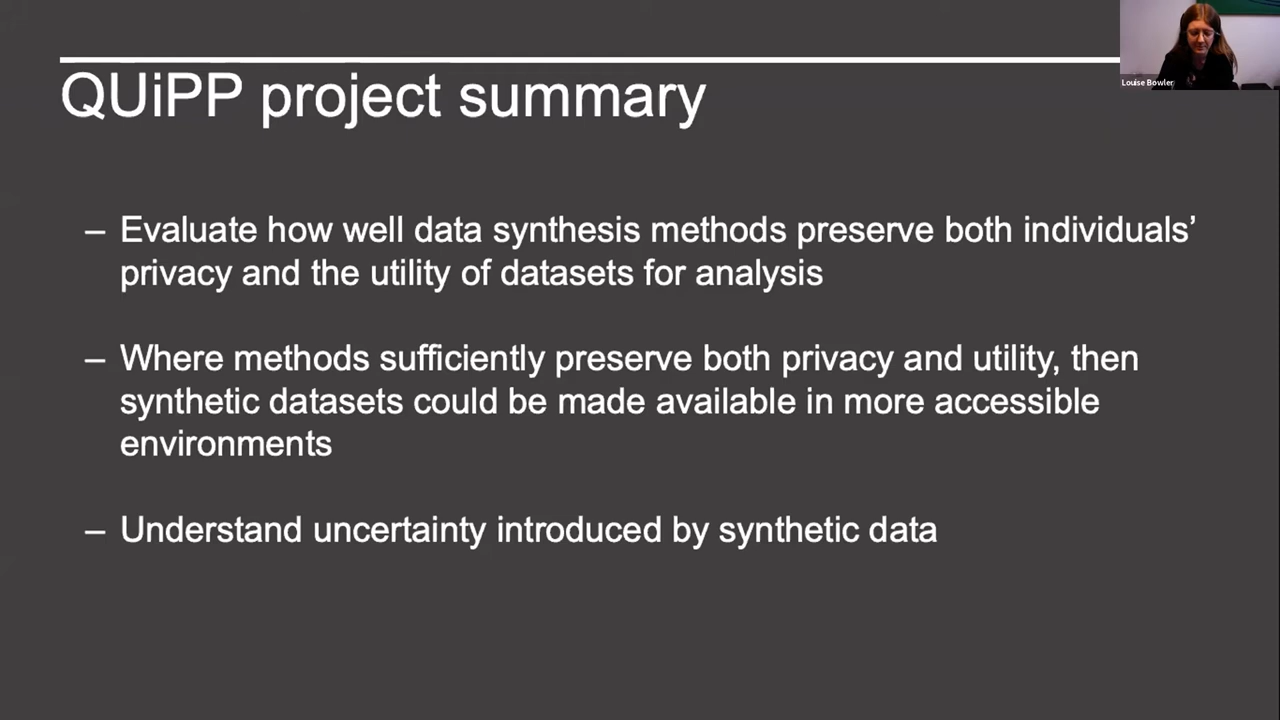 Louise Bowler
QUiPP project summary
– Evaluate how well data synthesis methods preserve both individuals’
privacy and the utility of datasets for analysis
– Where methods sufficiently preserve both privacy and utility, then
synthetic datasets could be made available in more accessible
environments
– Understand uncertainty introduced by synthetic data